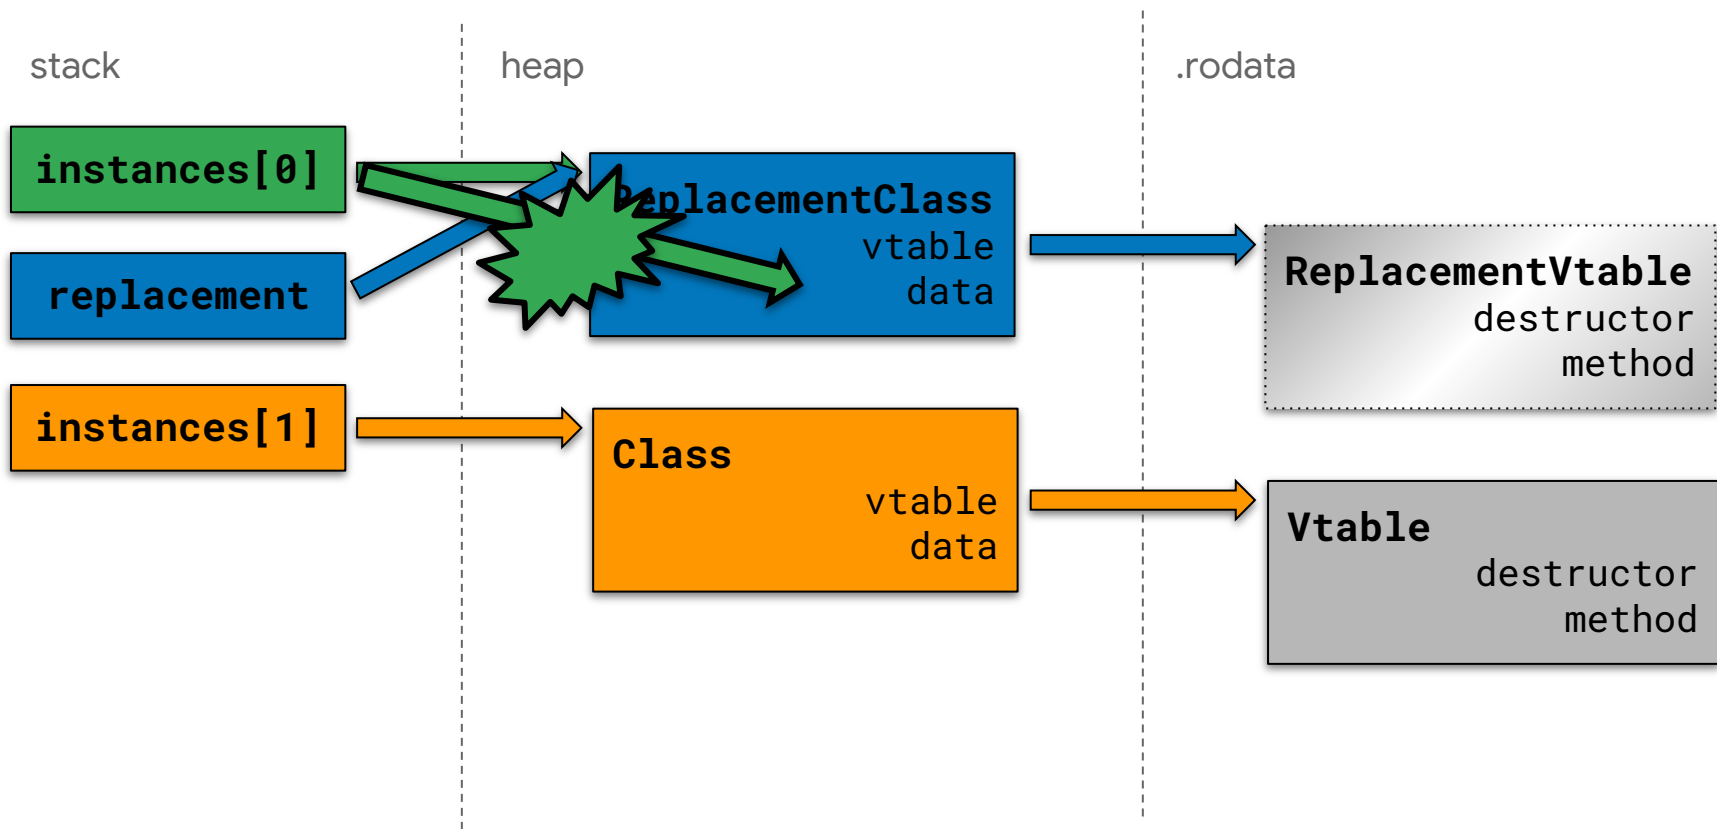 stack
heap
.rodata
instances[0]
replacement
instances[1]
ReplacementClass
vtable
data
Class
vtable
data
ReplacementVtable
destructor
method
Vtable
destructor
method